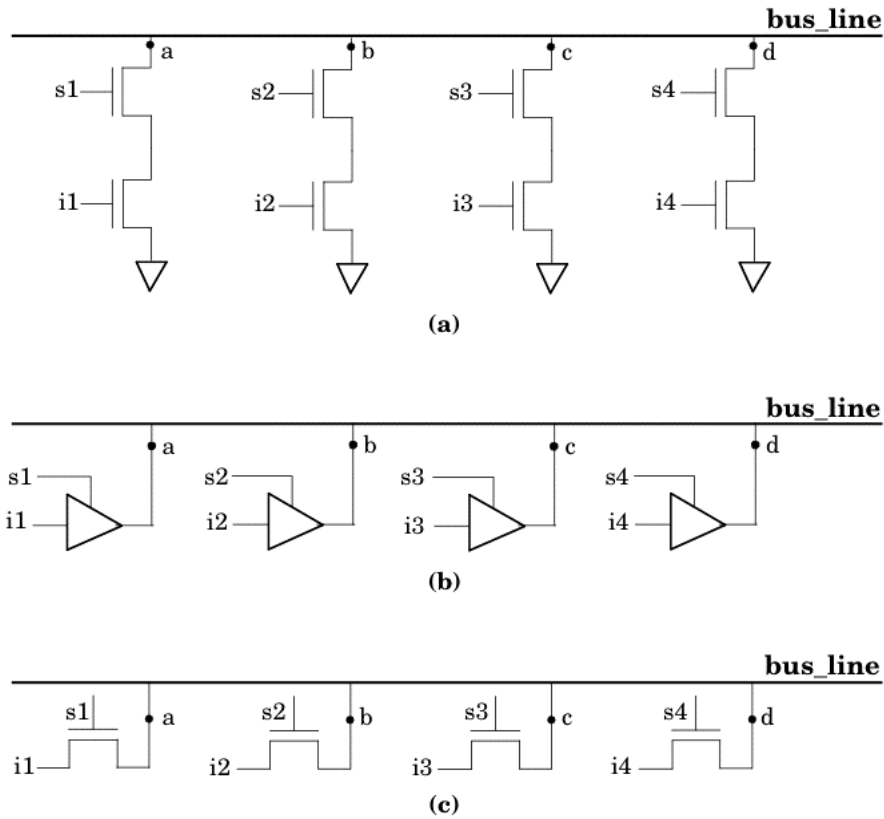 bus_line
a b c d
s1 s2 s3 s4
i1 i2 i3 i4
(a)
bus_line
a b c d
s1 s2 s3 s4
i1 i2 i3 i4
(b)
bus_line
s1 a s2 b s3 c s4 d
i1 i2 i3 i4
(c)